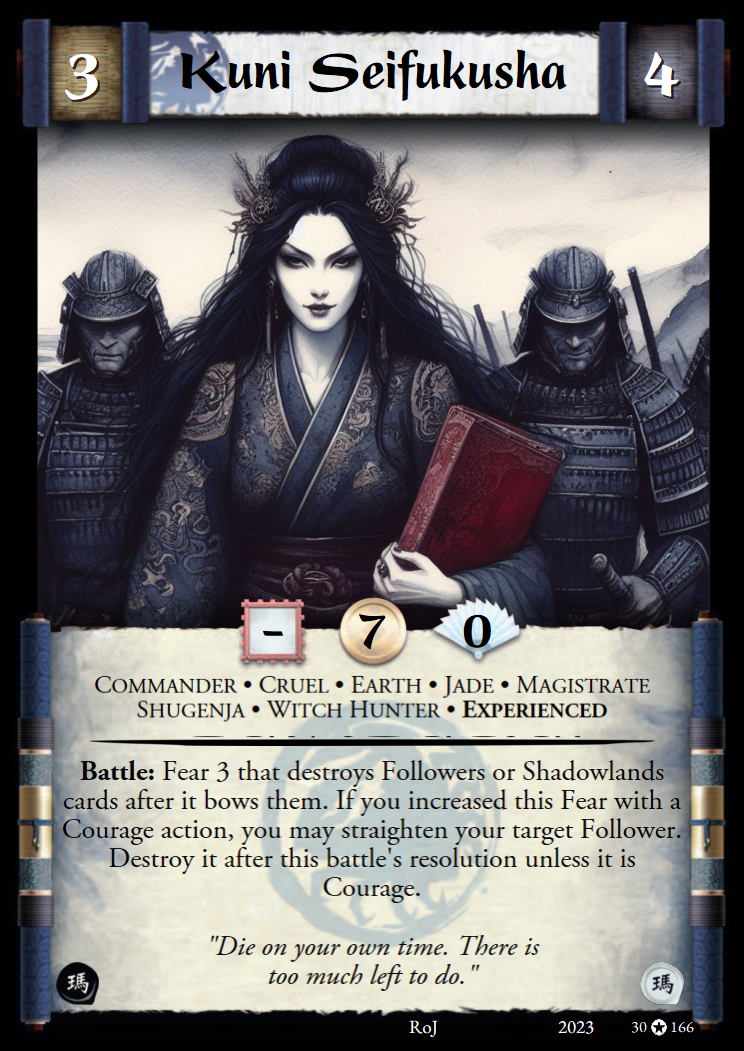 3
Kuni Seifukusha
4
- 7 0
COMMANDER • CRUEL • EARTH • JADE • MAGISTRATE
SHUGENJA • WITCH HUNTER • EXPERIENCED
Battle: Fear 3 that destroys Followers or Shadowlands
cards after it bows them. If you increased this Fear with a
Courage action, you may straighten your target Follower.
Destroy it after this battle's resolution unless it is
Courage.
"Die on your own time. There is
too much left to do."
瑪 瑪
RoJ 2023 30 ✪ 166